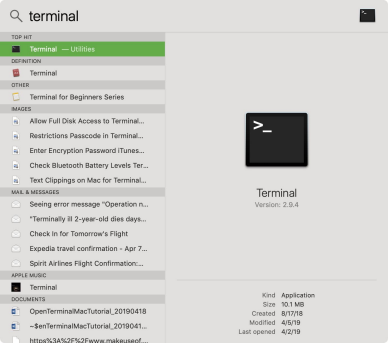 terminal
TOP HIT
Terminal — Utilities
DEFINITION
Terminal
OTHER
Terminal for Beginners Series
IMAGES
Allow Full Disk Access to Terminal...
Restrictions Passcode in Terminal...
Enter Encryption Password iTunes...
Check Bluetooth Battery Levels Ter...
Text Clippings on Mac for Terminal...
MAIL & MESSAGES
Seeing error message "Operation n...
"Terminally ill 2-year-old dies days...
Check In for Tomorrow's Flight
Expedia travel confirmation - Apr 7...
Spirit Airlines Flight Confirmation:...
APPLE MUSIC
Terminal
DOCUMENTS
OpenTerminalMacTutorial_20190418
~$enTerminalMacTutorial_2019041...
https%3A%2F%2Fwww.makeuseof....
>_
Terminal
Version: 2.9.4
Kind Application
Size 10.1 MB
Created 8/17/18
Modified 4/5/19
Last opened 4/2/19